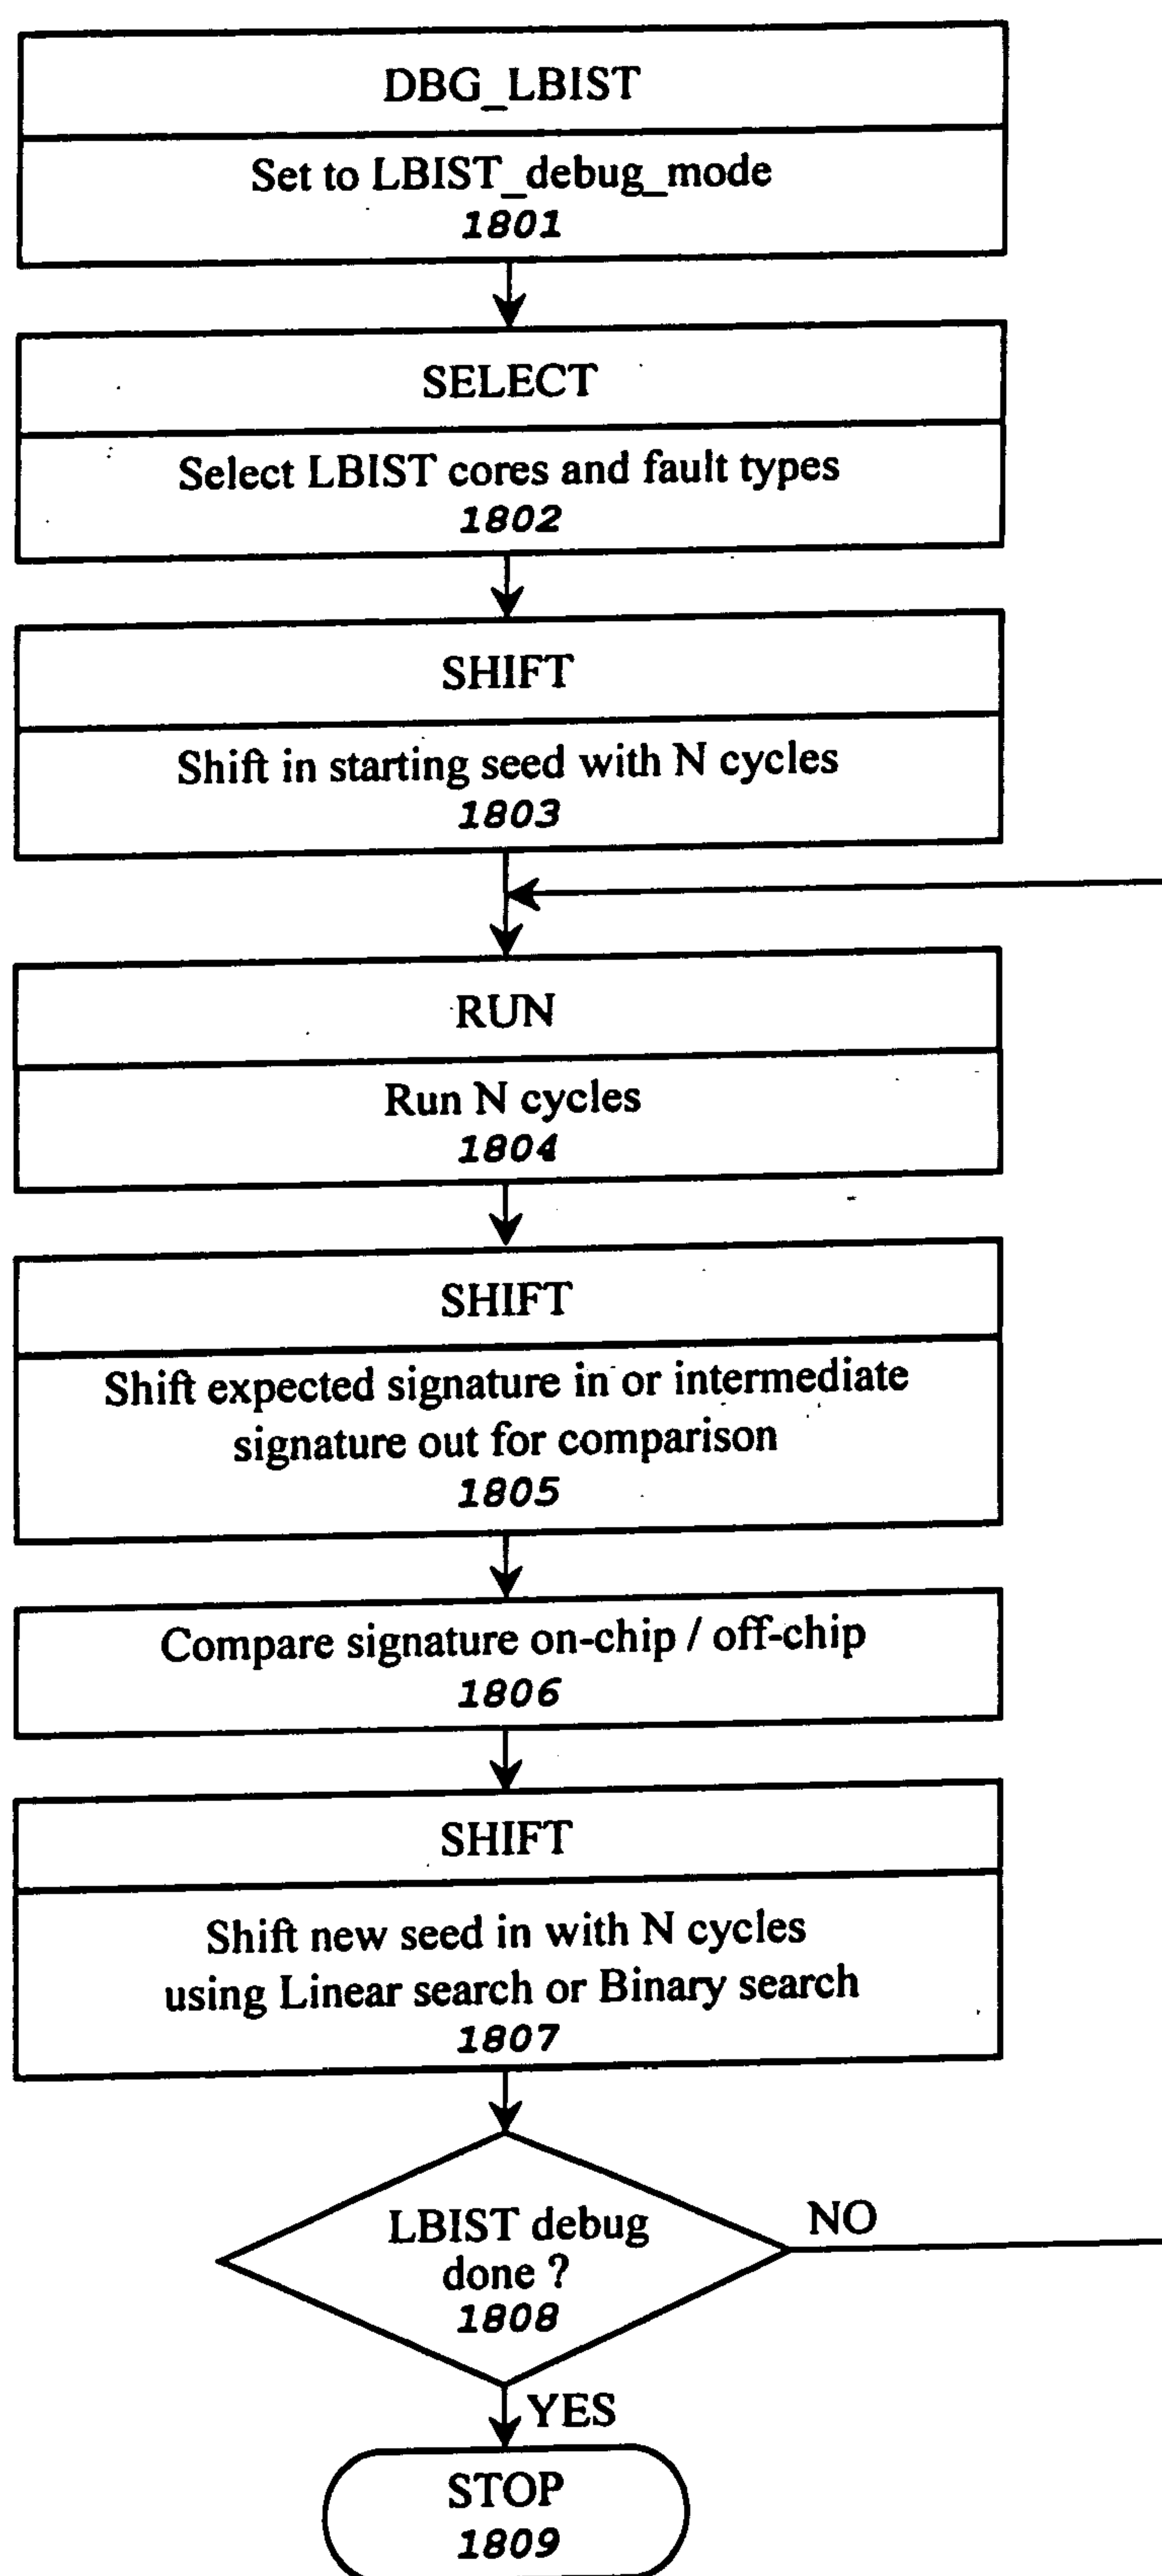 DBG_LBIST
Set to LBIST_debug_mode
1801
SELECT
Select LBIST cores and fault types
1802
SHIFT
Shift in starting seed with N cycles
1803
RUN
Run N cycles
1804
SHIFT
Shift expected signature in or intermediate
signature out for comparison
1805
Compare signature on-chip / off-chip
1806
SHIFT
Shift new seed in with N cycles
using Linear search or Binary search
1807
LBIST debug
done ?
1808
NO
YES
STOP
1809